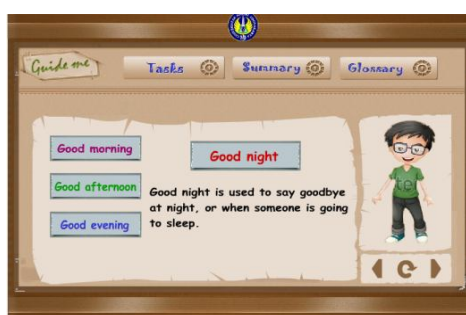 Guide me
Tasks
Summary
Glossary
Good morning
Good afternoon
Good evening
Good night
Good night is used to say goodbye
at night, or when someone is going
to sleep.